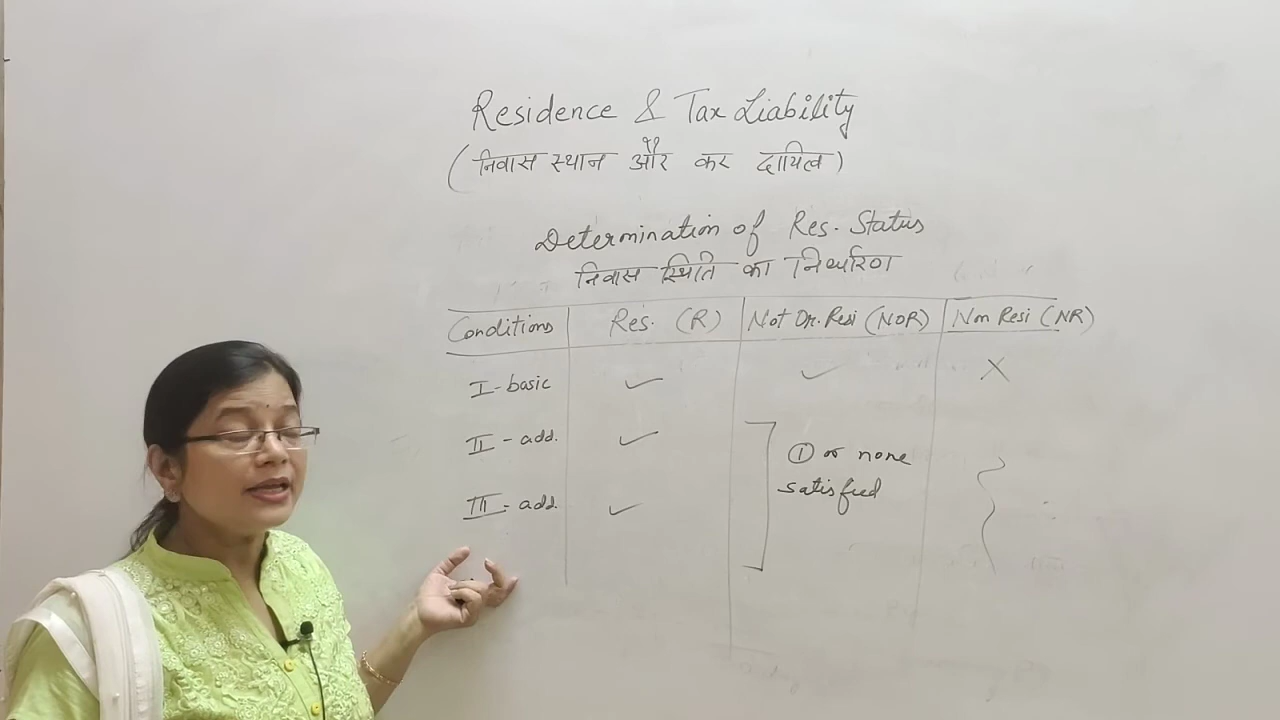 Residence & Tax Liability
(निवास स्थान और कर दायित्व)
Determination of Res. Status
निवास स्थिति का निर्धारण
Conditions Res. (R) Not Or. Resi (NOR) Non Resi (NR)
I - basic ✓ ✓ ✗
II - add. ✓ ① or none
satisfied
III - add. ✓